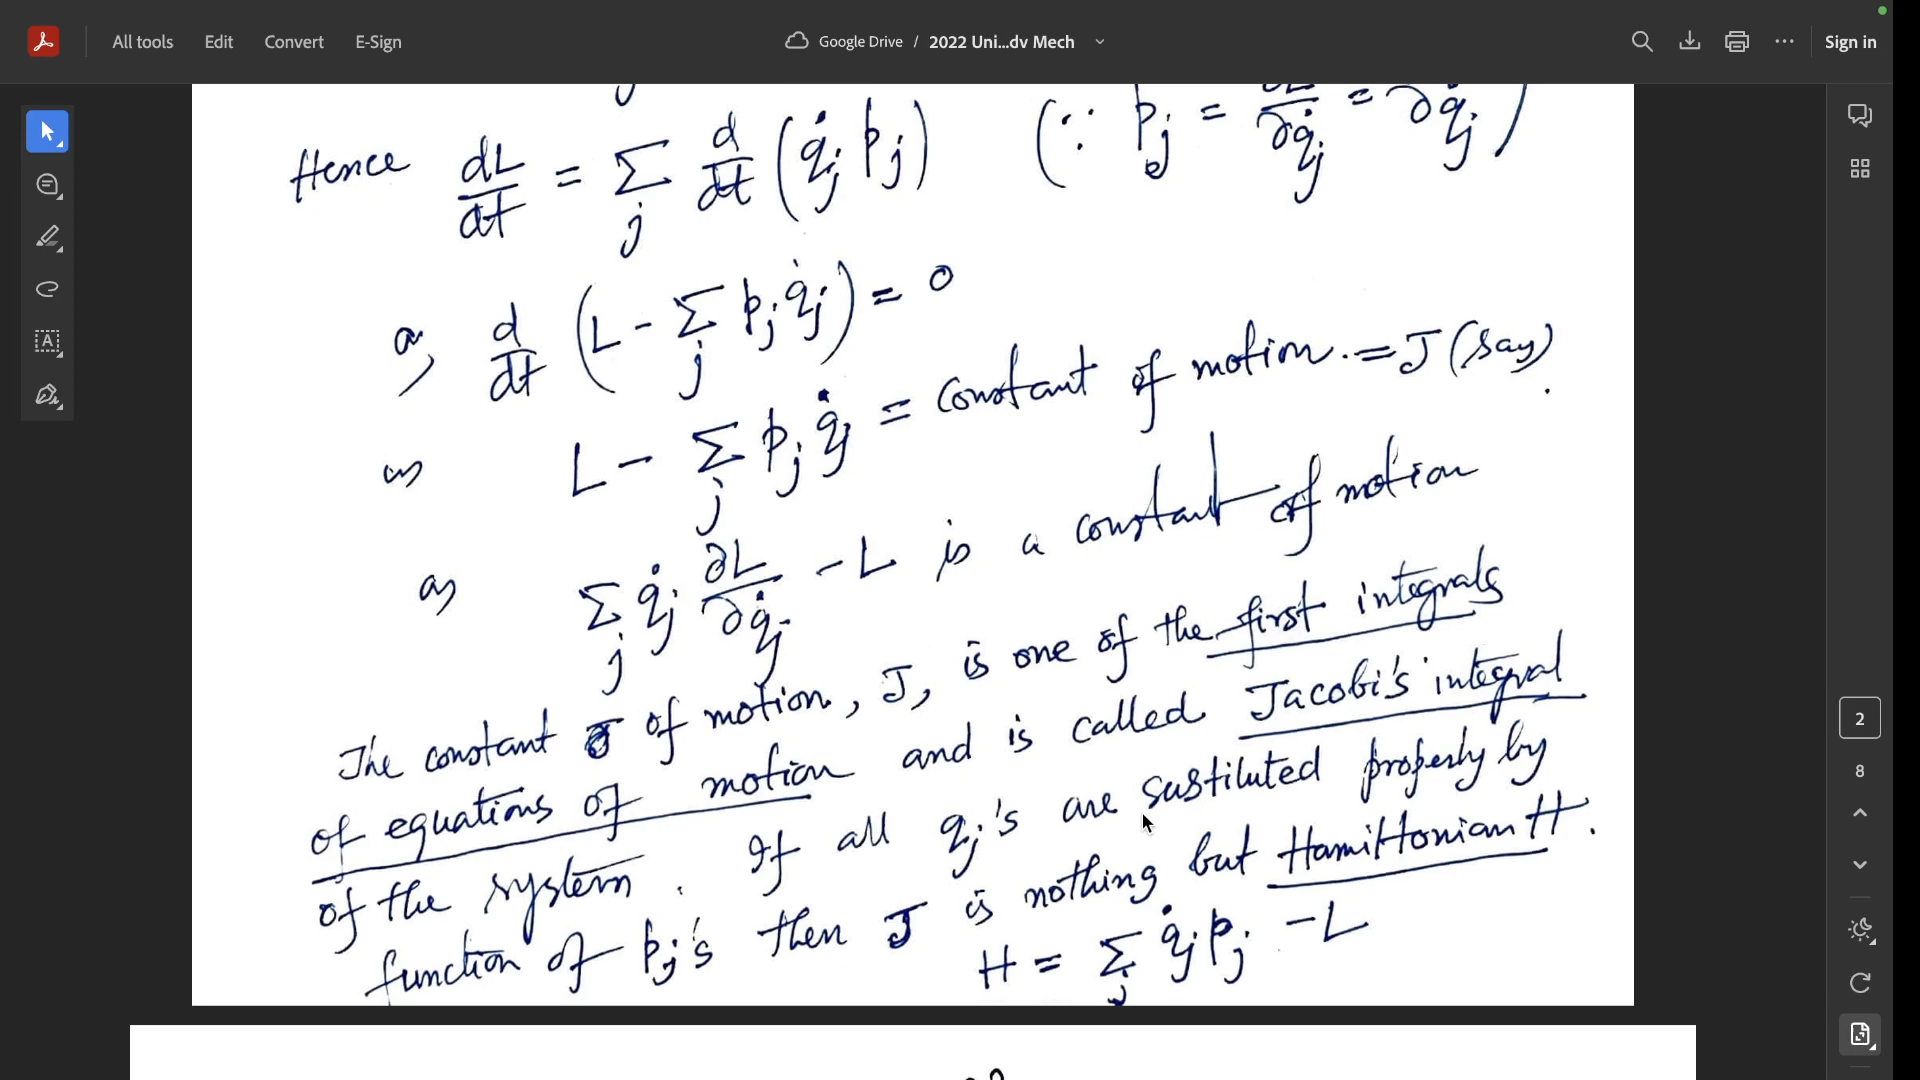 All tools Edit Convert E-Sign Google Drive / 2022 Uni...dv Mech Sign in
Hence dL/dt = Σ_j d/dt (q̇_j p_j) (∵ p_j = ∂L/∂q̇_j = ∂q̇_j)
or, d/dt (L - Σ_j p_j q̇_j) = 0
or L - Σ_j p_j q̇_j = constant of motion. = J (say).
or Σ_j q̇_j ∂L/∂q̇_j - L is a constant of motion
The constant of motion, J, is one of the first integrals
of equations of motion and is called Jacobi's integral
of the system. If all q_j's are sustiluted properly by
function of p_j's then J is nothing but Hamiltonian H.
H = Σ_j q̇_j p_j - L
2
8